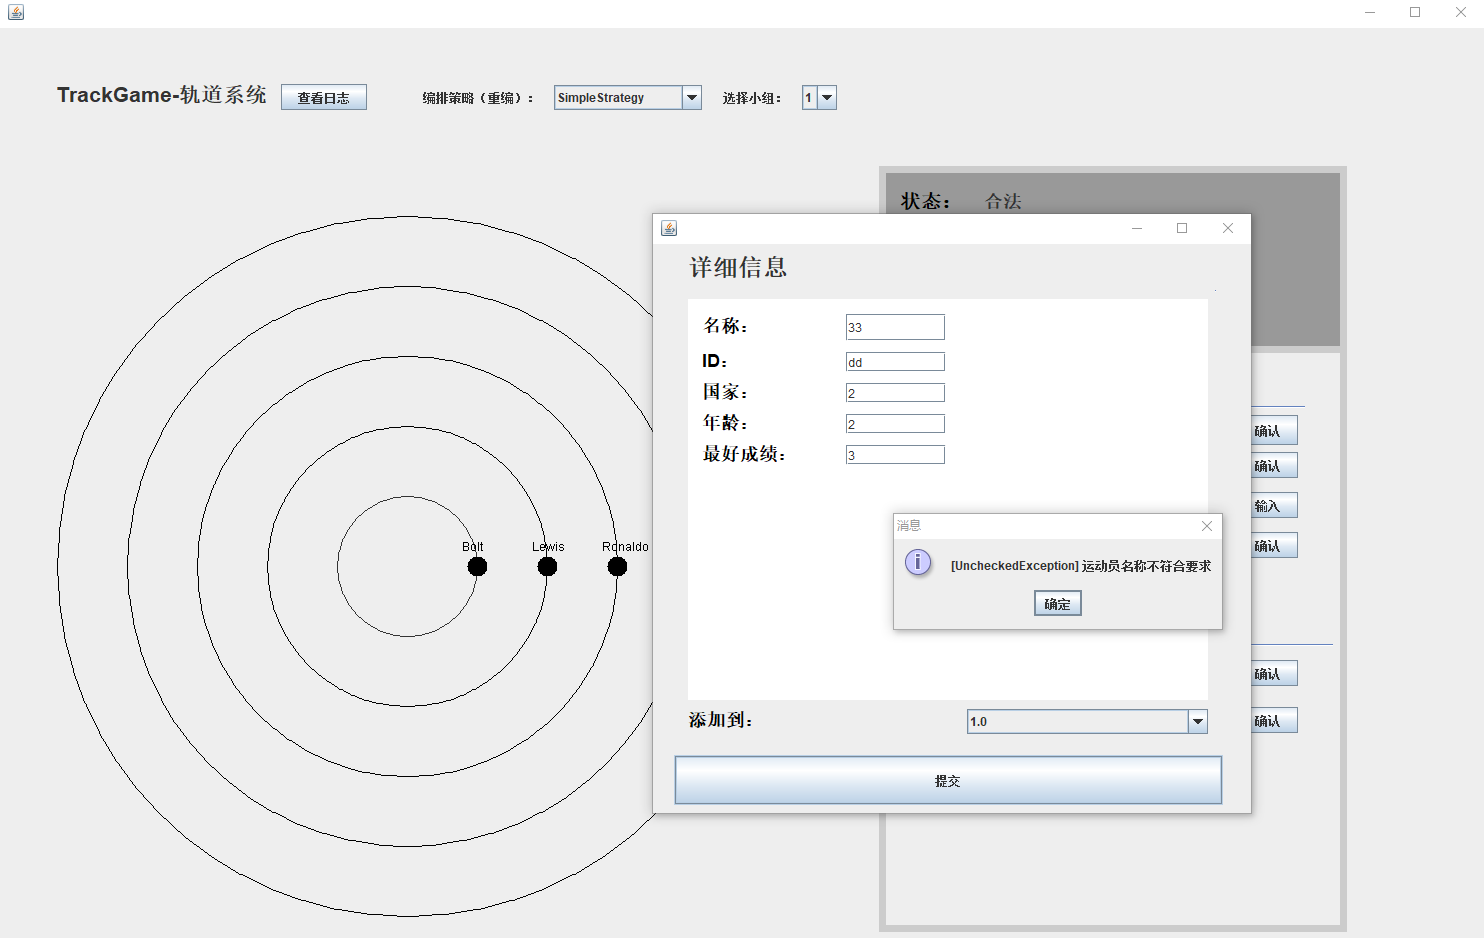 TrackGame-轨道系统
查看日志
编排策略（重编）：
SimpleStrategy
选择小组：
1
状态： 合法
Bolt
Lewis
Ronaldo
详细信息
名称： 33
ID： dd
国家： 2
年龄： 2
最好成绩： 3
添加到： 1.0
提交
消息
[UncheckedException] 运动员名称不符合要求
确定
确认
确认
输入
确认
确认
确认